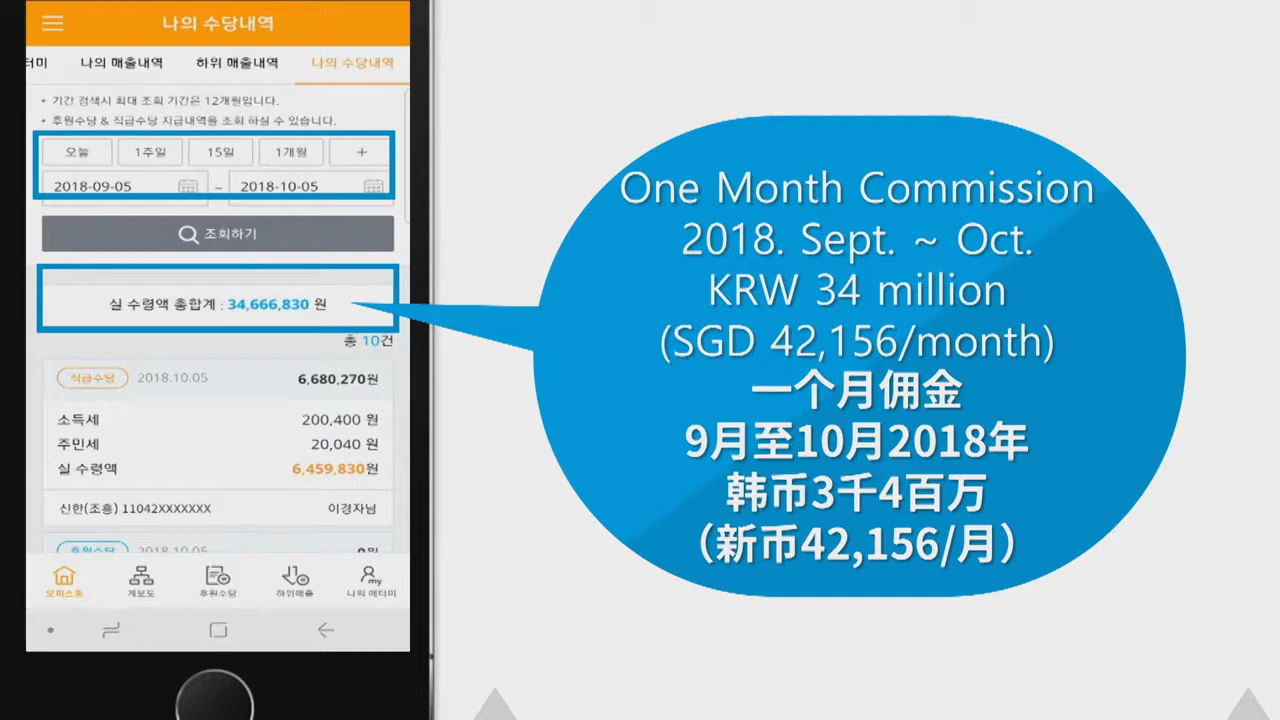 나의 수당내역
터미 나의 매출내역 하위 매출내역 나의 수당내역
• 기간 검색시 최대 조회 기간은 12개월입니다.
• 후원수당 & 직급수당 지급내역을 조회 하실 수 있습니다.
오늘 1주일 15일 1개월 +
2018-09-05 ~ 2018-10-05
조회하기
실 수령액 총합계 : 34,666,830 원
총 10건
직급수당 2018.10.05 6,680,270원
소득세 200,400 원
주민세 20,040 원
실 수령액 6,459,830원
신한(조흥) 11042XXXXXXX 이경자님
후원수당 2018.10.05 0원
오피스홈 계보도 후원수당 하위매출 나의 애터미
One Month Commission
2018. Sept. ~ Oct.
KRW 34 million
(SGD 42,156/month)
一个月佣金
9月至10月2018年
韩币3千4百万
（新币42,156/月）